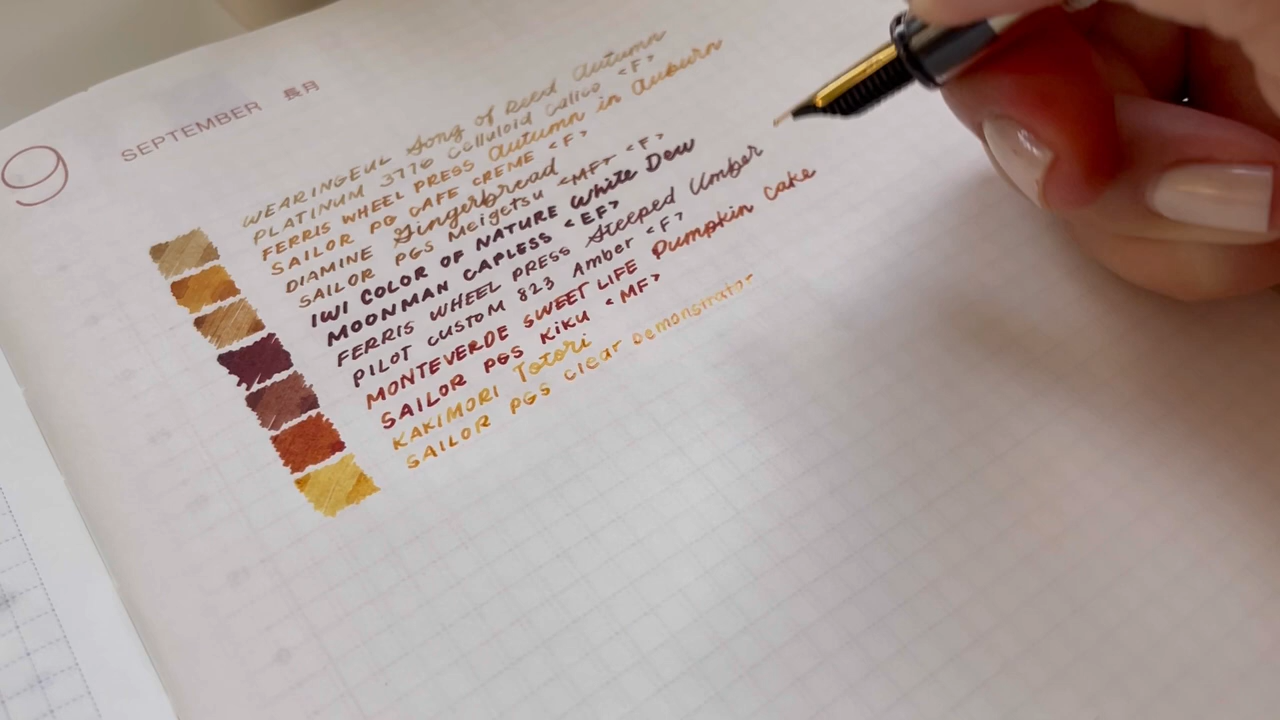 9
SEPTEMBER 長月
WEARINGEUL Song of Reed Autumn
PLATINUM 3776 Celluloid Calico <F>
FERRIS WHEEL PRESS Autumn in Auburn
SAILOR PG CAFE CREME <F>
DIAMINE Gingerbread
SAILOR PGS Meigetsu <MF> <F>
IWI COLOR OF NATURE White Dew
MOONMAN CAPLESS <EF>
FERRIS WHEEL PRESS Steeped Umber
PILOT CUSTOM 823 Amber <F>
MONTEVERDE SWEET LIFE Pumpkin Cake
SAILOR PGS KIKU <MF>
KAKIMORI Totori
SAILOR PGS Clear Demonstrator